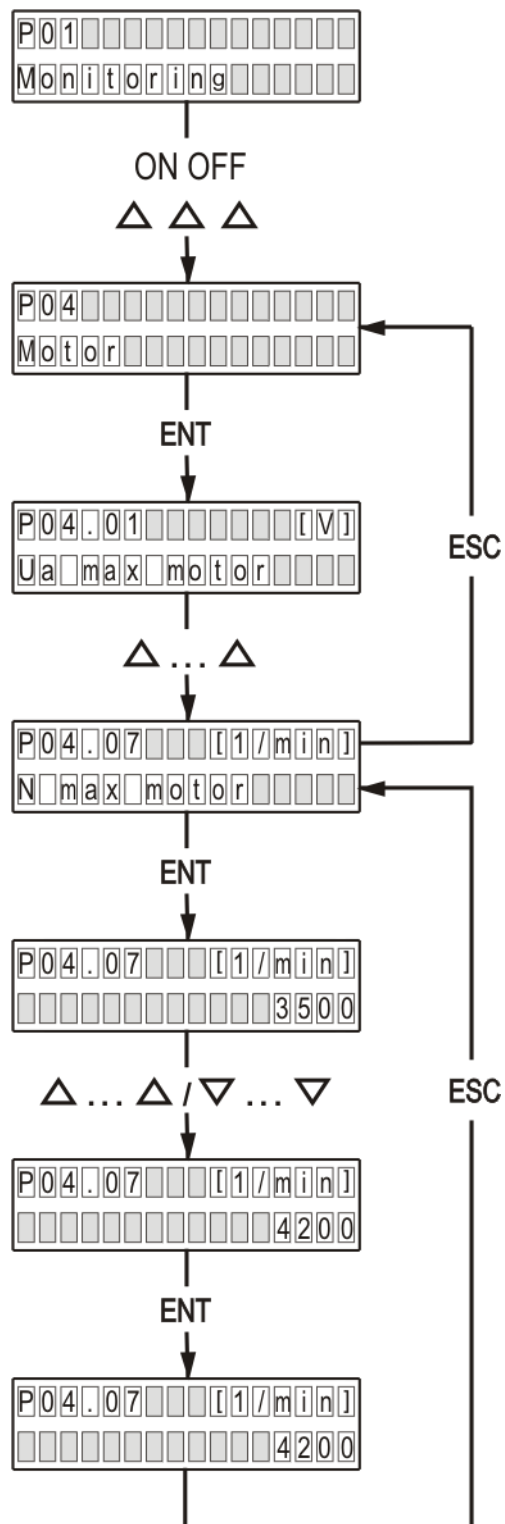 P01
Monitoring
ON OFF
△ △ △
P04
Motor
ENT
P04.01 [V]
Ua max motor
ESC
△ ... △
P04.07 [1/min]
N max motor
ENT
P04.07 [1/min]
3500
△ ... △ / ▽ ... ▽
ESC
P04.07 [1/min]
4200
ENT
P04.07 [1/min]
4200